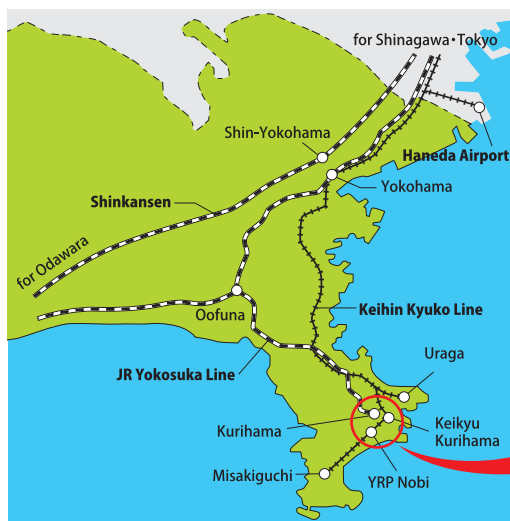 for Shinagawa・Tokyo
Shin-Yokohama
Haneda Airport
Yokohama
Shinkansen
for Odawara
Oofuna
Keihin Kyuko Line
JR Yokosuka Line
Uraga
Kurihama
Keikyu
Kurihama
Misakiguchi
YRP Nobi